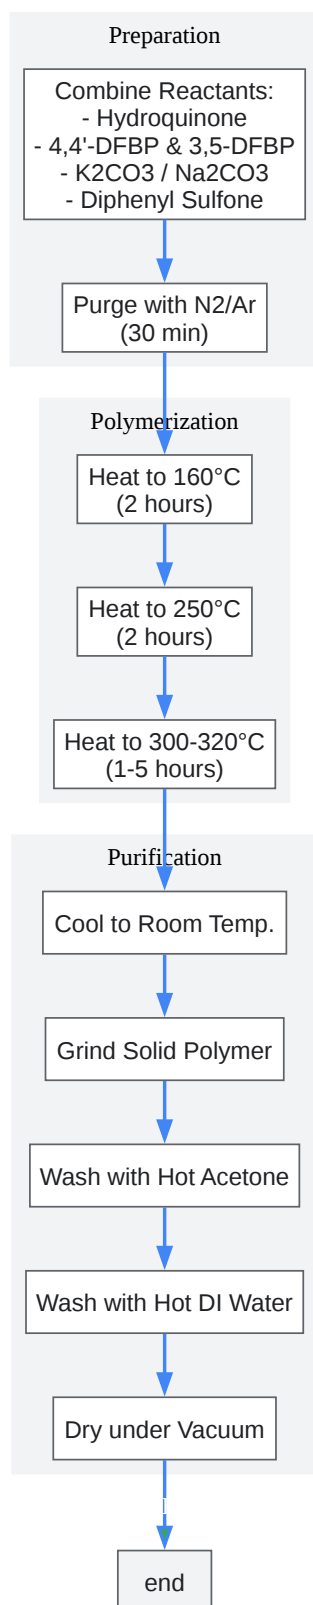 Preparation
Combine Reactants:
- Hydroquinone
- 4,4'-DFBP & 3,5-DFBP
- K2CO3 / Na2CO3
- Diphenyl Sulfone
Purge with N2/Ar
(30 min)
Polymerization
Heat to 160°C
(2 hours)
Heat to 250°C
(2 hours)
Heat to 300-320°C
(1-5 hours)
Purification
Cool to Room Temp.
Grind Solid Polymer
Wash with Hot Acetone
Wash with Hot DI Water
Dry under Vacuum
end